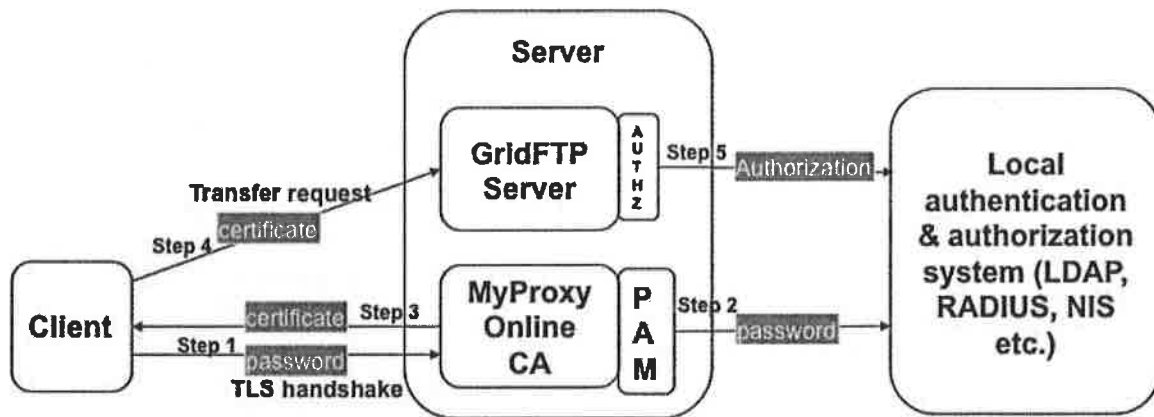 Server
GridFTP
Server
A
U
T
H
Z
Step 5
Authorization
Transfer request
certificate
Step 4
Client
certificate
Step 3
Step 1
password
TLS handshake
MyProxy
Online
CA
P
A
M
Step 2
password
Local
authentication
& authorization
system (LDAP,
RADIUS, NIS
etc.)